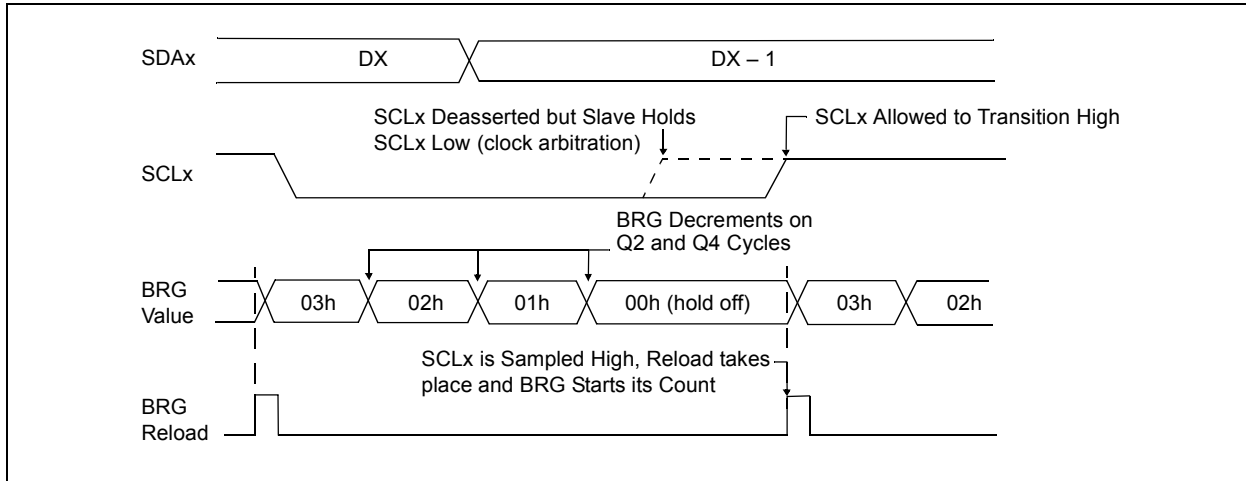 SDAx
DX
DX – 1
SCLx Deasserted but Slave Holds
SCLx Low (clock arbitration)
SCLx Allowed to Transition High
SCLx
BRG Decrements on
Q2 and Q4 Cycles
BRG
Value
03h
02h
01h
00h (hold off)
03h
02h
SCLx is Sampled High, Reload takes
place and BRG Starts its Count
BRG
Reload